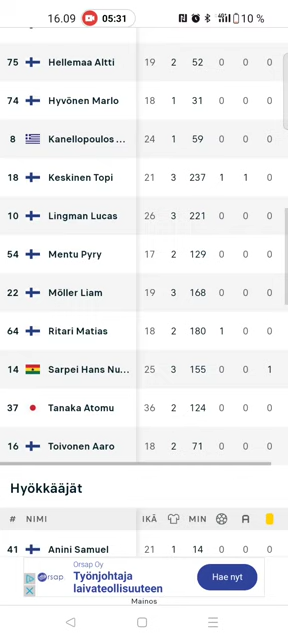 16.09 05:31 10 %
75 Hellemaa Altti 19 2 52 0 0 0
74 Hyvönen Marlo 18 1 31 0 0 0
8 Kanellopoulos ... 24 1 59 0 0 0
18 Keskinen Topi 21 3 237 1 1 0
10 Lingman Lucas 26 3 221 0 0 0
54 Mentu Pyry 17 2 129 0 0 0
22 Möller Liam 19 3 168 0 0 0
64 Ritari Matias 18 2 180 1 0 0
14 Sarpei Hans Nu... 25 3 155 0 0 1
37 Tanaka Atomu 36 2 124 0 0 0
16 Toivonen Aaro 18 2 71 0 0 0
Hyökkääjät
# NIMI IKÄ MIN A
41 Anini Samuel 21 1 14 0 0 0
Orsap Oy
orsap. Työnjohtaja
laivateollisuuteen
Hae nyt
Mainos